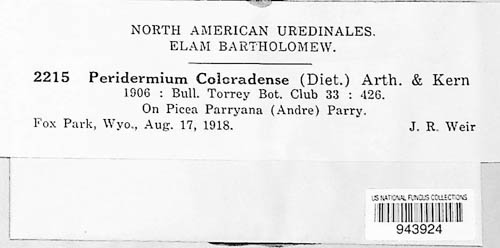 NORTH AMERICAN UREDINALES.
ELAM BARTHOLOMEW.
2215 Peridermium Colcradense (Diet.) Arth. & Kern
1906 : Bull. Torrey Bot. Club 33 : 426.
On Picea Parryana (Andre) Parry.
Fox Park, Wyo., Aug. 17, 1918. J. R. Weir
US NATIONAL FUNGUS COLLECTIONS
943924